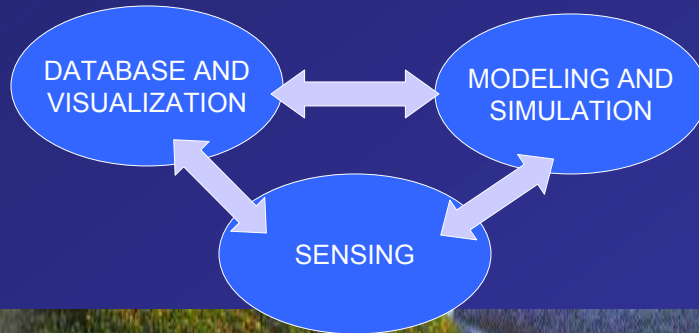 DATABASE AND
VISUALIZATION
MODELING AND
SIMULATION
SENSING